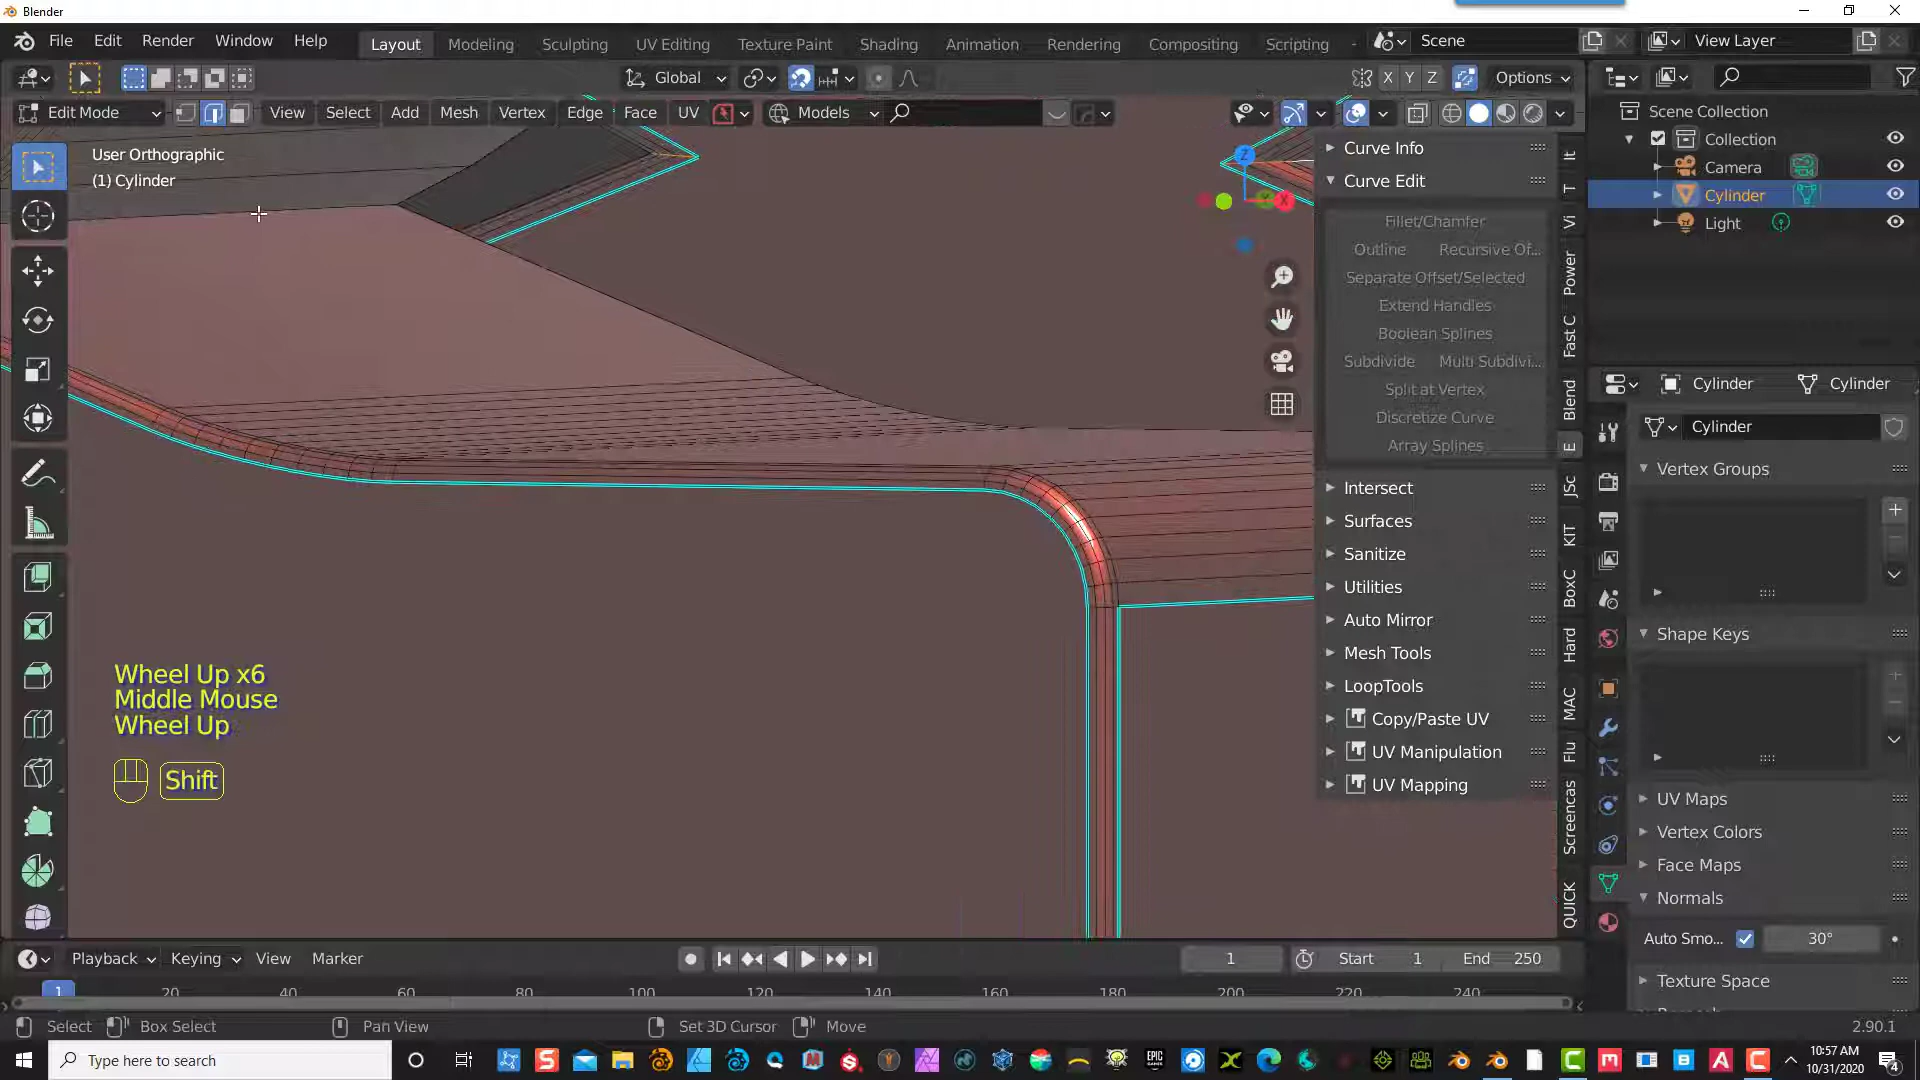 Blender
File Edit Render Window Help Layout Modeling Sculpting UV Editing Texture Paint Shading Animation Rendering Compositing Scripting Scene View Layer
Global X Y Z Options
Edit Mode View Select Add Mesh Vertex Edge Face UV Models
User Orthographic
(1) Cylinder
Z
X
Curve Info
Curve Edit
Fillet/Chamfer
Outline Recursive Of...
Separate Offset/Selected
Extend Handles
Boolean Splines
Subdivide Multi Subdivi...
Split at Vertex
Discretize Curve
Array Splines
Intersect
Surfaces
Sanitize
Utilities
Auto Mirror
Mesh Tools
LoopTools
Copy/Paste UV
UV Manipulation
UV Mapping
It
T
Vi
Power
Fast C
Blend
E
JSc
KIT
BoxC
Hard
MAC
Flu
Screencas
QUICK
Scene Collection
Collection
Camera
Cylinder
Light
Cylinder Cylinder
Cylinder
Vertex Groups
Shape Keys
UV Maps
Vertex Colors
Face Maps
Normals
Auto Smo... 30°
Texture Space
Wheel Up x6
Middle Mouse
Wheel Up
Shift
Playback Keying View Marker 1 Start 1 End 250
1 20 40 60 80 100 120 140 160 180 200 220 240
Select Box Select Pan View Set 3D Cursor Move 2.90.1
Type here to search
10:57 AM
10/31/2020
4